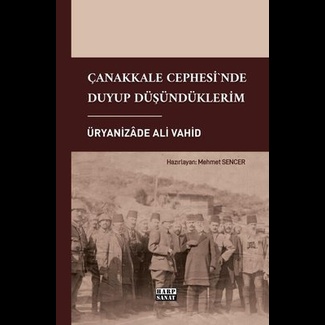 ÇANAKKALE CEPHESİ`NDE
DUYUP DÜŞÜNDÜKLERİM
ÜRYANİZÂDE ALİ VAHİD
Hazırlayan: Mehmet SENCER
HARP
SANAT